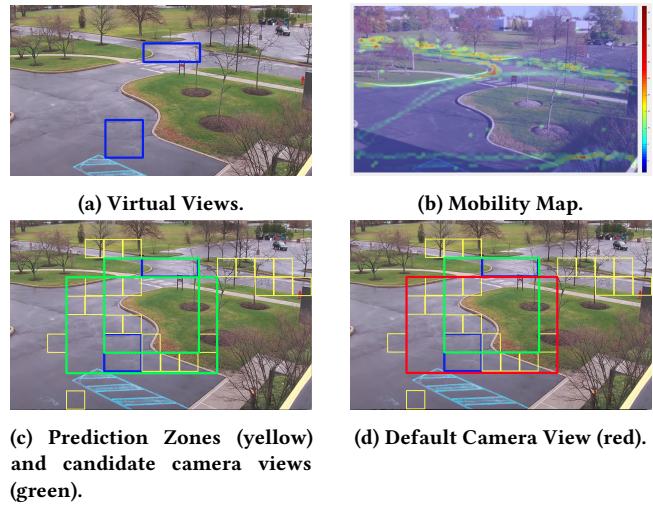 (a) Virtual Views.
(b) Mobility Map.
(c) Prediction Zones (yellow)
and candidate camera views
(green).
(d) Default Camera View (red).